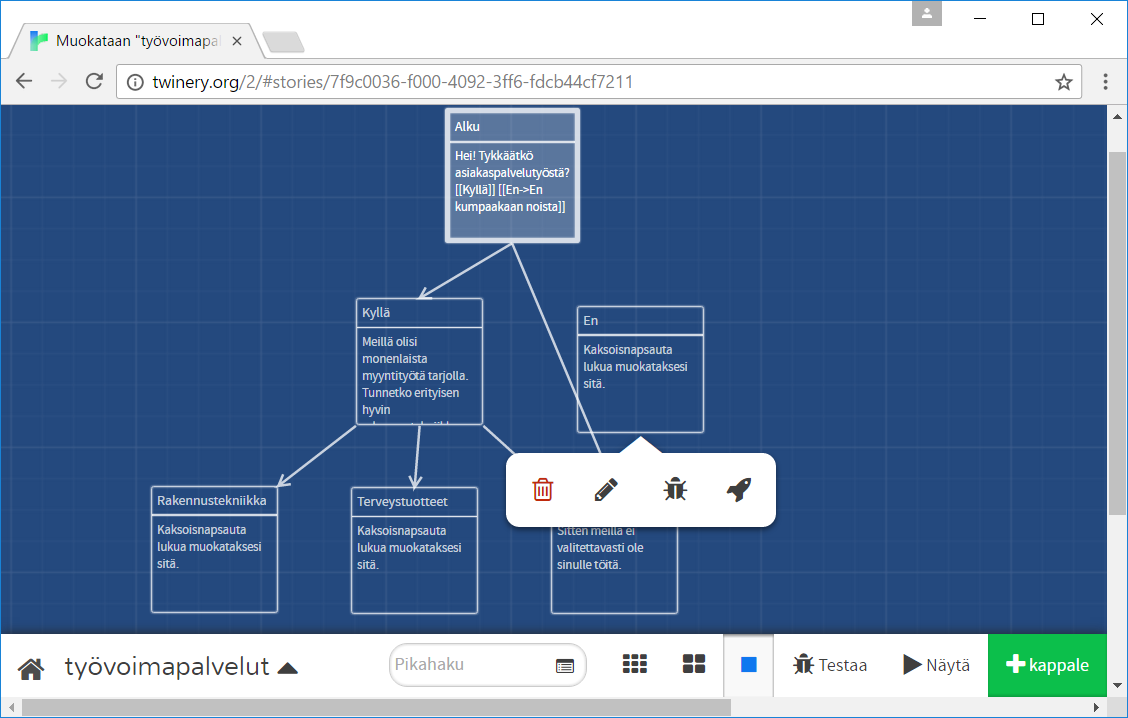 Muokataan "työvoimapal
twinery.org/2/#stories/7f9c0036-f000-4092-3ff6-fdcb44cf7211
Alku
Hei! Tykkäätkö
asiakaspalvelutyöstä?
[[Kyllä]] [[En->En
kumpaakaan noista]]
Kyllä
Meillä olisi
monenlaista
myyntityötä tarjolla.
Tunnetko erityisen
hyvin
En
Kaksoisnapsauta
lukua muokataksesi
sitä.
Rakennustekniikka
Kaksoisnapsauta
lukua muokataksesi
sitä.
Terveystuotteet
Kaksoisnapsauta
lukua muokataksesi
sitä.
Sitten meillä ei
valitettavasti ole
sinulle töitä.
työvoimapalvelut
Pikahaku
Testaa
Näytä
kappale